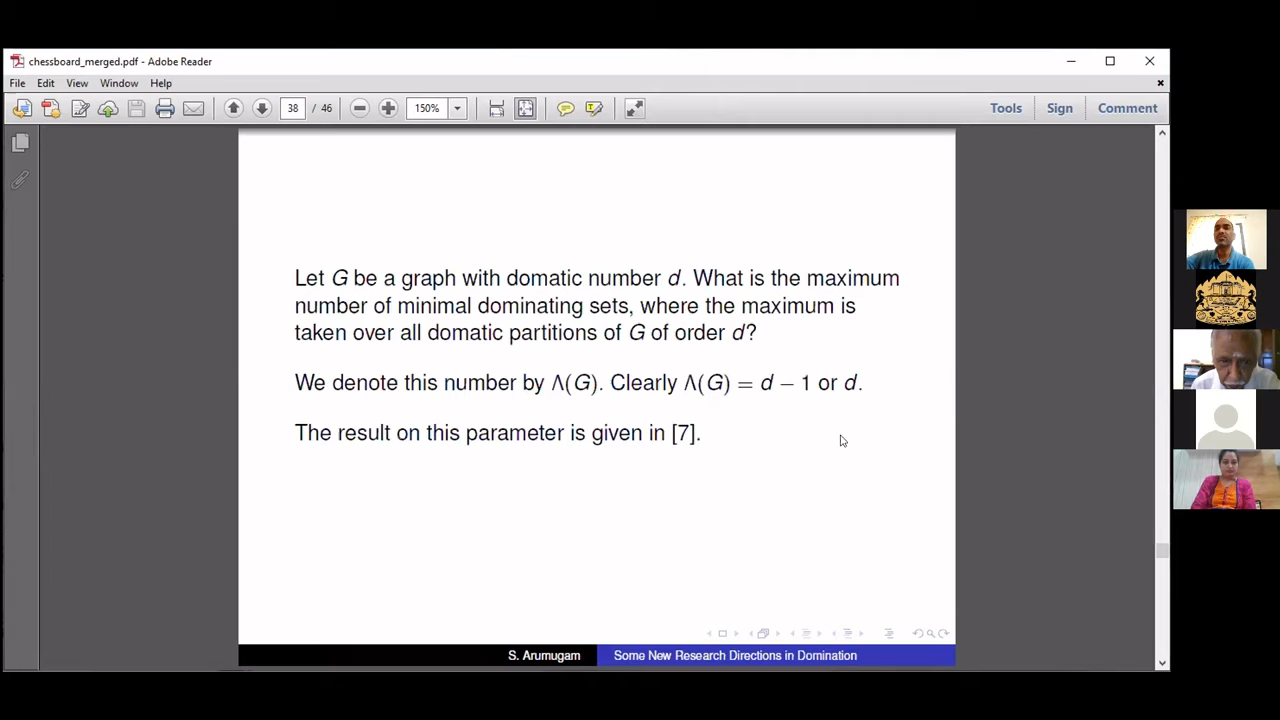 chessboard_merged.pdf - Adobe Reader
File Edit View Window Help
38 / 46 150% Tools Sign Comment
Let G be a graph with domatic number d. What is the maximum
number of minimal dominating sets, where the maximum is
taken over all domatic partitions of G of order d?
We denote this number by Λ(G). Clearly Λ(G) = d − 1 or d.
The result on this parameter is given in [7].
S. Arumugam Some New Research Directions in Domination